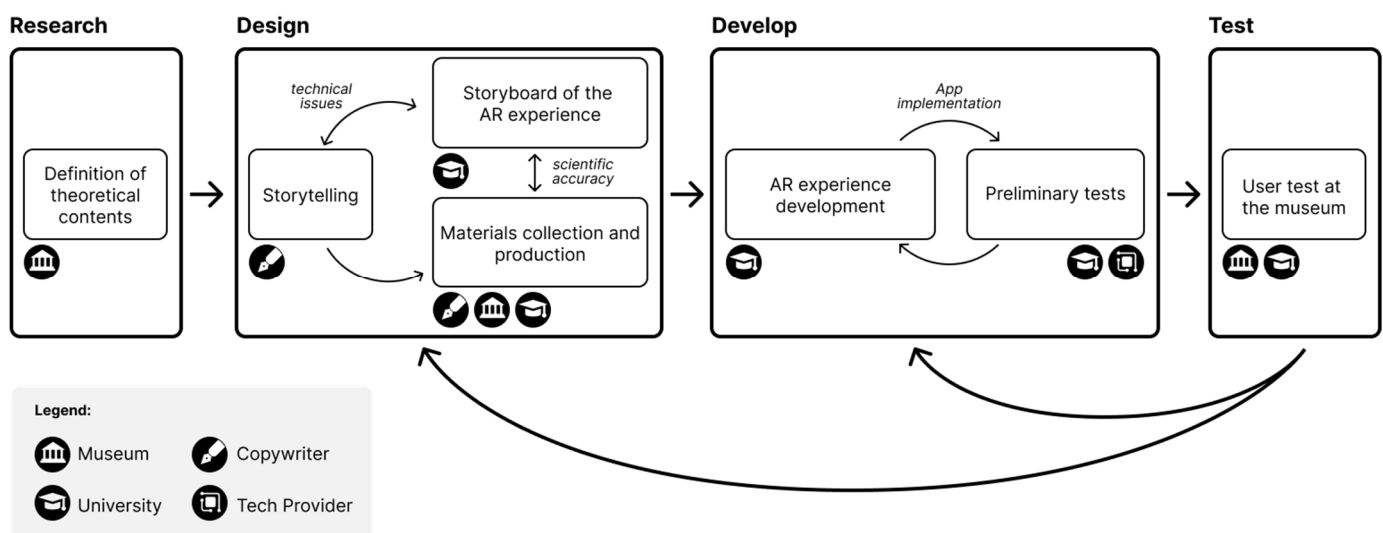 Research
Definition of
theoretical
contents
Design
technical
issues
Storytelling
Storyboard of the
AR experience
scientific
accuracy
Materials collection and
production
Develop
App
implementation
AR experience
development
Preliminary tests
Test
User test at
the museum
Legend:
Museum
Copywriter
University
Tech Provider